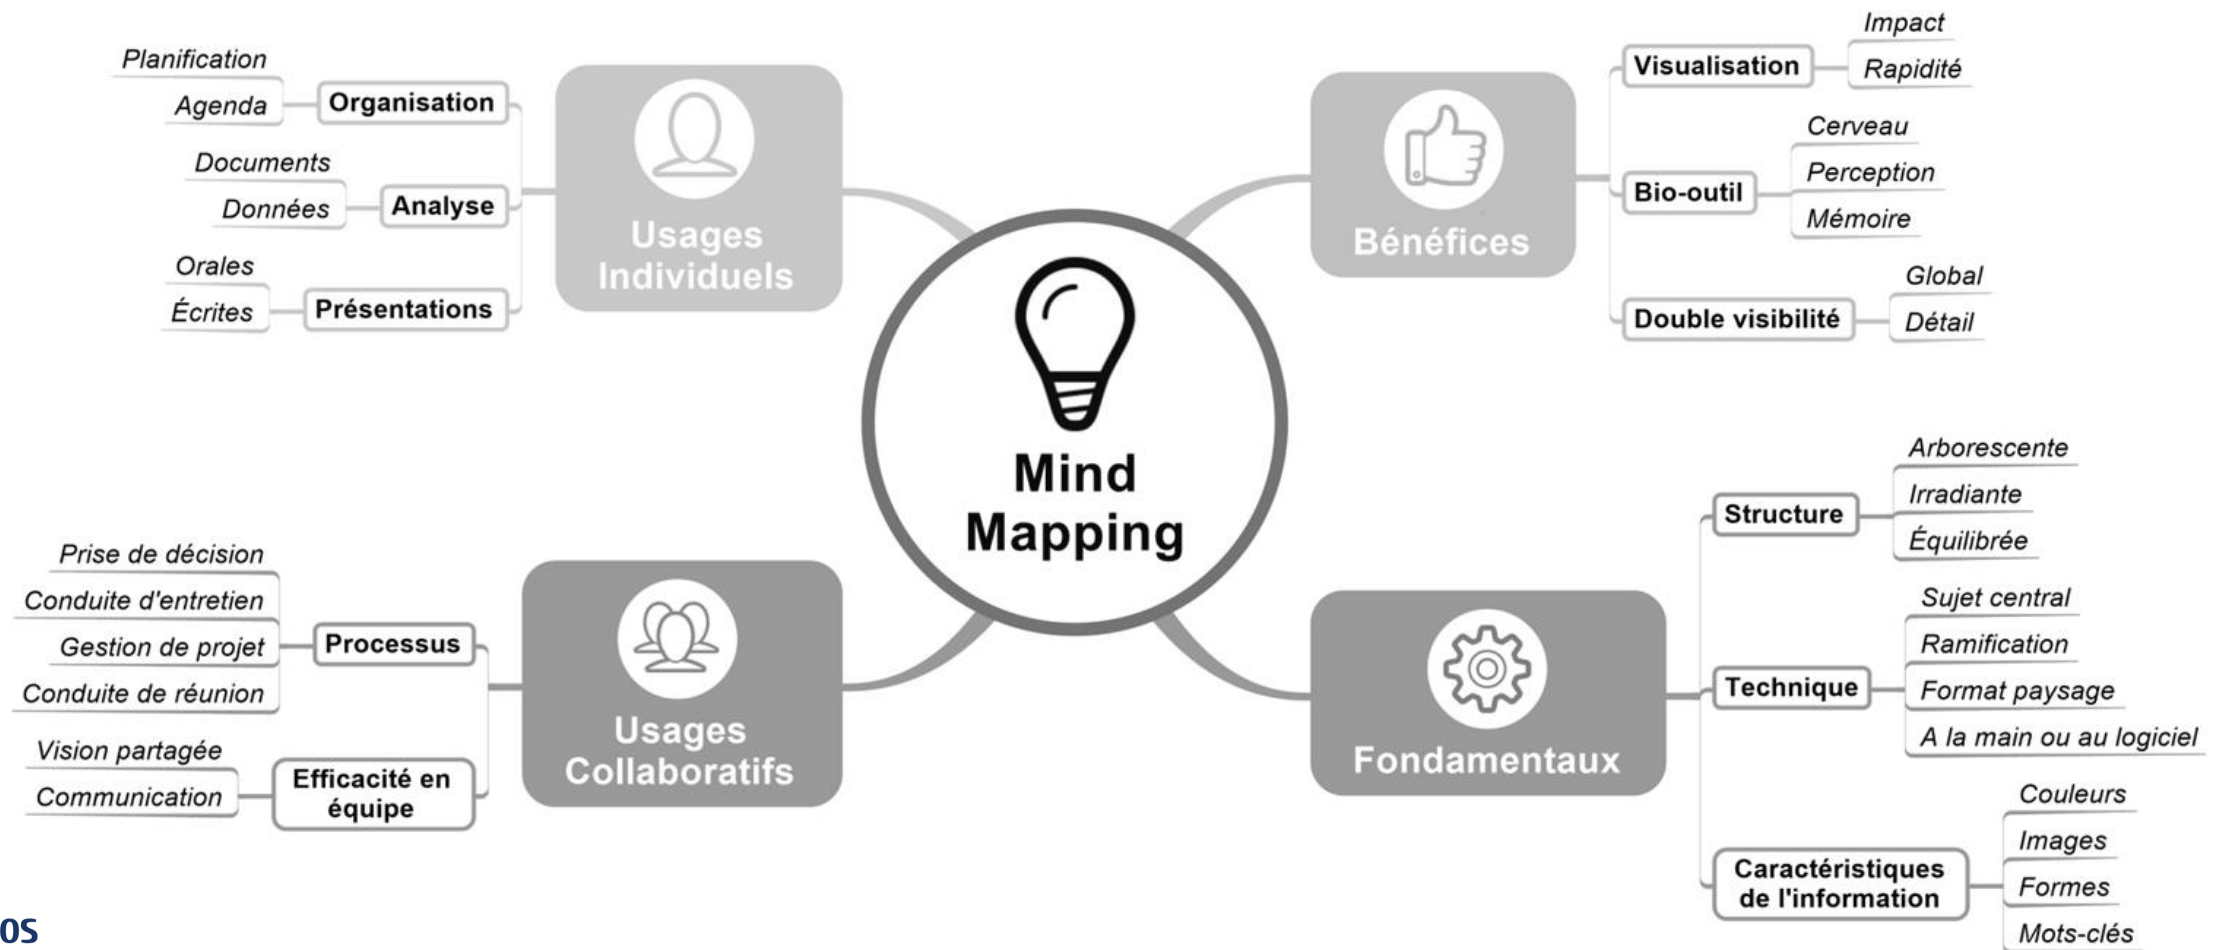 Mind
Mapping
Usages
Individuels
Organisation
Planification
Agenda
Analyse
Documents
Données
Présentations
Orales
Écrites
Bénéfices
Visualisation
Impact
Rapidité
Bio-outil
Cerveau
Perception
Mémoire
Double visibilité
Global
Détail
Usages
Collaboratifs
Processus
Prise de décision
Conduite d'entretien
Gestion de projet
Conduite de réunion
Efficacité en
équipe
Vision partagée
Communication
Fondamentaux
Structure
Arborescente
Irradiante
Équilibrée
Technique
Sujet central
Ramification
Format paysage
A la main ou au logiciel
Caractéristiques
de l'information
Couleurs
Images
Formes
Mots-clés
OS